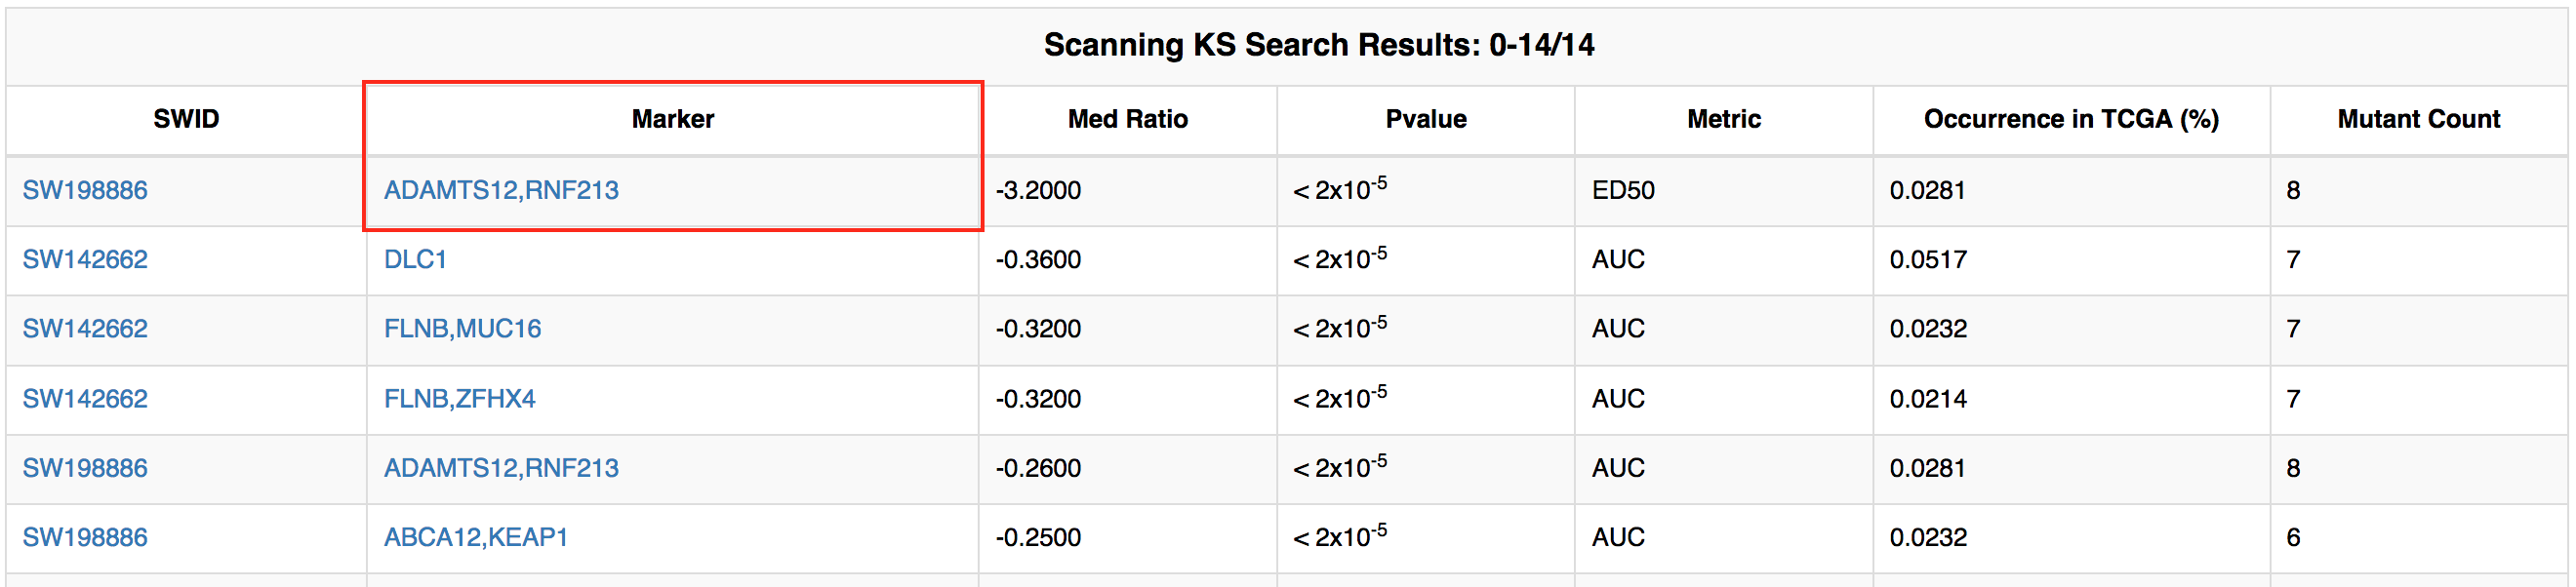 Scanning KS Search Results: 0-14/14
SWID Marker Med Ratio Pvalue Metric Occurrence in TCGA (%) Mutant Count
SW198886 ADAMTS12,RNF213 -3.2000 < 2x10-5 ED50 0.0281 8
SW142662 DLC1 -0.3600 < 2x10-5 AUC 0.0517 7
SW142662 FLNB,MUC16 -0.3200 < 2x10-5 AUC 0.0232 7
SW142662 FLNB,ZFHX4 -0.3200 < 2x10-5 AUC 0.0214 7
SW198886 ADAMTS12,RNF213 -0.2600 < 2x10-5 AUC 0.0281 8
SW198886 ABCA12,KEAP1 -0.2500 < 2x10-5 AUC 0.0232 6